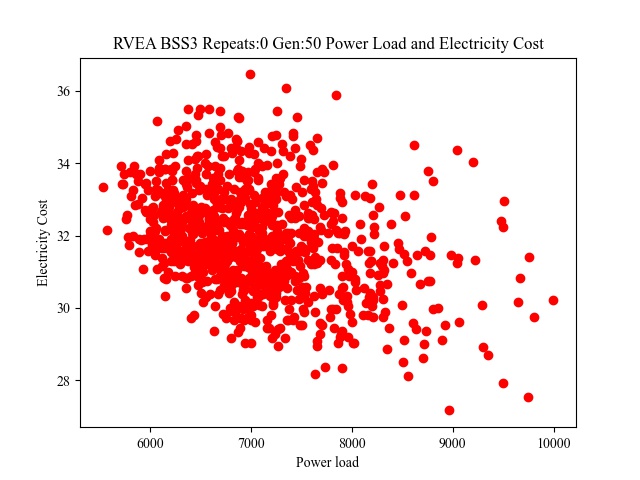 RVEA BSS3 Repeats:0 Gen:50 Power Load and Electricity Cost
36
34
32
30
28
Electricity Cost
6000 7000 8000 9000 10000
Power load